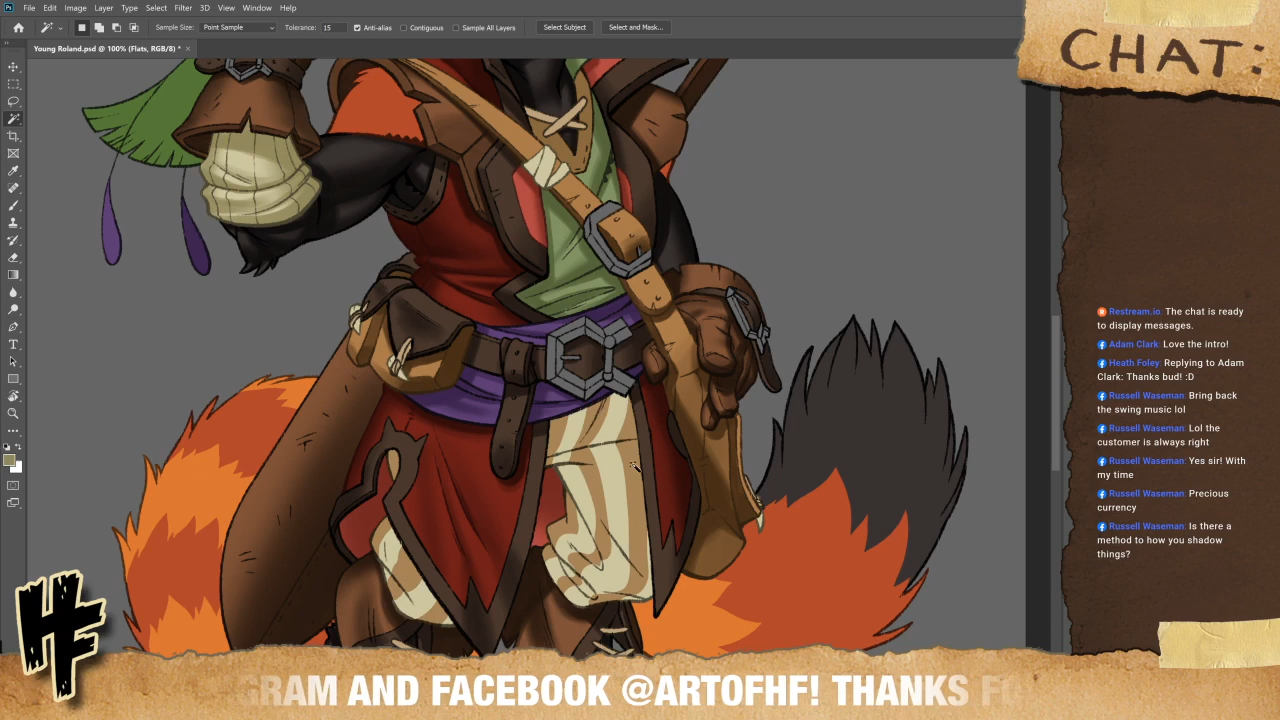 File Edit Image Layer Type Select Filter 3D View Window Help
Sample Size: Point Sample Tolerance: 15 Anti-alias Contiguous Sample All Layers Select Subject Select and Mask...
Young Roland.psd @ 100% (Flats, RGB/8) * ×
CHAT:
Restream.io: The chat is ready
to display messages.
Adam Clark: Love the intro!
Heath Foley: Replying to Adam
Clark: Thanks bud! :D
Russell Waseman: Bring back
the swing music lol
Russell Waseman: Lol the
customer is always right
Russell Waseman: Yes sir! With
my time
Russell Waseman: Precious
currency
Russell Waseman: Is there a
method to how you shadow
things?
HF
GRAM AND FACEBOOK @ARTOFHF! THANKS FO